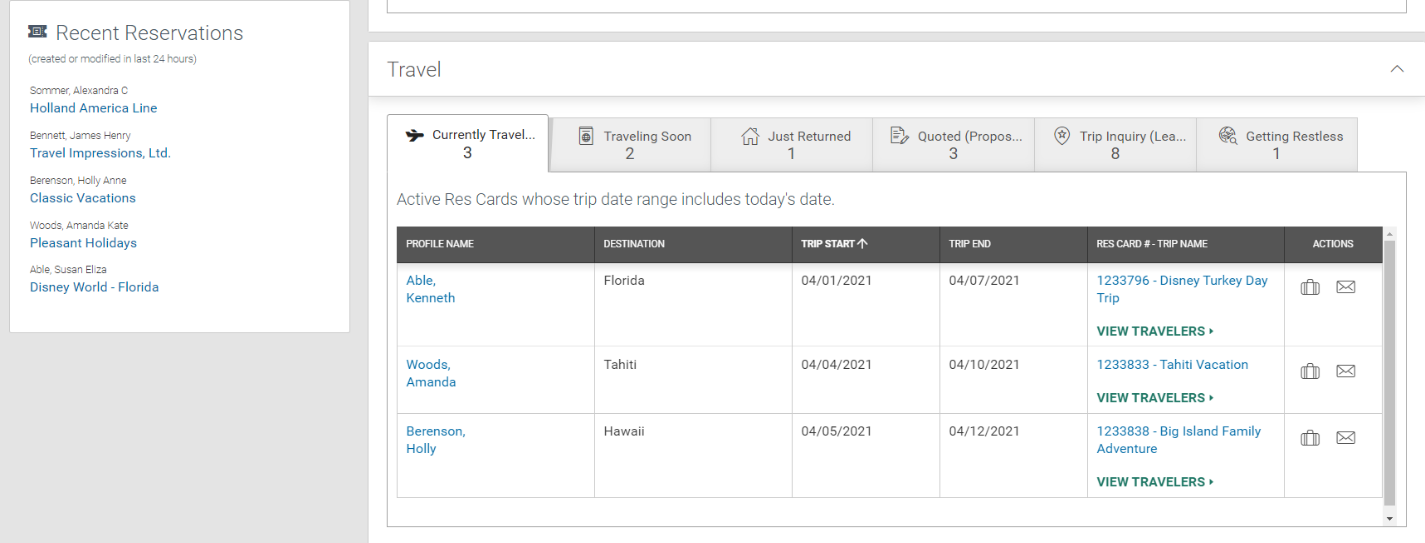 Recent Reservations
(created or modified in last 24 hours)
Sommer, Alexandra C
Holland America Line
Bennett, James Henry
Travel Impressions, Ltd.
Berenson, Holly Anne
Classic Vacations
Woods, Amanda Kate
Pleasant Holidays
Able, Susan Eliza
Disney World - Florida
Travel
Currently Travel...
3
Traveling Soon
2
Just Returned
1
Quoted (Propos...
3
Trip Inquiry (Lea...
8
Getting Restless
1
Active Res Cards whose trip date range includes today's date.
PROFILE NAME DESTINATION TRIP START TRIP END RES CARD # - TRIP NAME ACTIONS
Able, Florida 04/01/2021 04/07/2021 1233796 - Disney Turkey Day
Kenneth Trip
VIEW TRAVELERS
Woods, Tahiti 04/04/2021 04/10/2021 1233833 - Tahiti Vacation
Amanda
VIEW TRAVELERS
Berenson, Hawaii 04/05/2021 04/12/2021 1233838 - Big Island Family
Holly Adventure
VIEW TRAVELERS